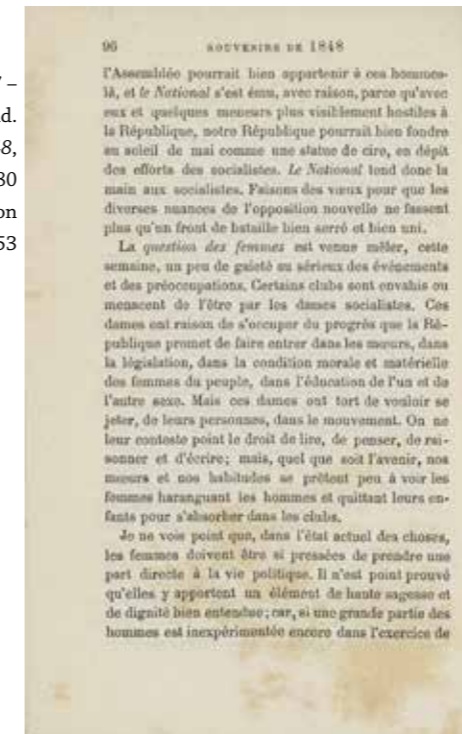 –
d.
48,
30
on
53
96 SOUVENIRS DE 1848
l'Assemblée pourrait bien appartenir à ces hommes-
là, et le National s'est ému, avec raison, parce qu'avec
eux et quelques meneurs plus visiblement hostiles à
la République, notre République pourrait bien fondre
au soleil de mai comme une statue de cire, en dépit
des efforts des socialistes. Le National tend donc la
main aux socialistes. Faisons des vœux pour que les
diverses nuances de l'opposition nouvelle ne fassent
plus qu'un front de bataille bien serré et bien uni.
La question des femmes est venue mêler, cette
semaine, un peu de gaieté au sérieux des événements
et des préoccupations. Certains clubs sont envahis ou
menacent de l'être par les dames socialistes. Ces
dames ont raison de s'occuper du progrès que la Ré-
publique promet de faire entrer dans les mœurs, dans
la législation, dans la condition morale et matérielle
des femmes du peuple, dans l'éducation de l'un et de
l'autre sexe. Mais ces dames ont tort de vouloir se
jeter, de leurs personnes, dans le mouvement. On ne
leur conteste point le droit de lire, de penser, de rai-
sonner et d'écrire; mais, quel que soit l'avenir, nos
mœurs et nos habitudes se prêtent peu à voir les
femmes haranguant les hommes et quittant leurs en-
fants pour s'absorber dans les clubs.
Je ne vois point que, dans l'état actuel des choses,
les femmes doivent être si pressées de prendre une
part directe à la vie politique. Il n'est point prouvé
qu'elles y apportent un élément de haute sagesse et
de dignité bien entendue; car, si une grande partie des
hommes est inexpérimentée encore dans l'exercice de